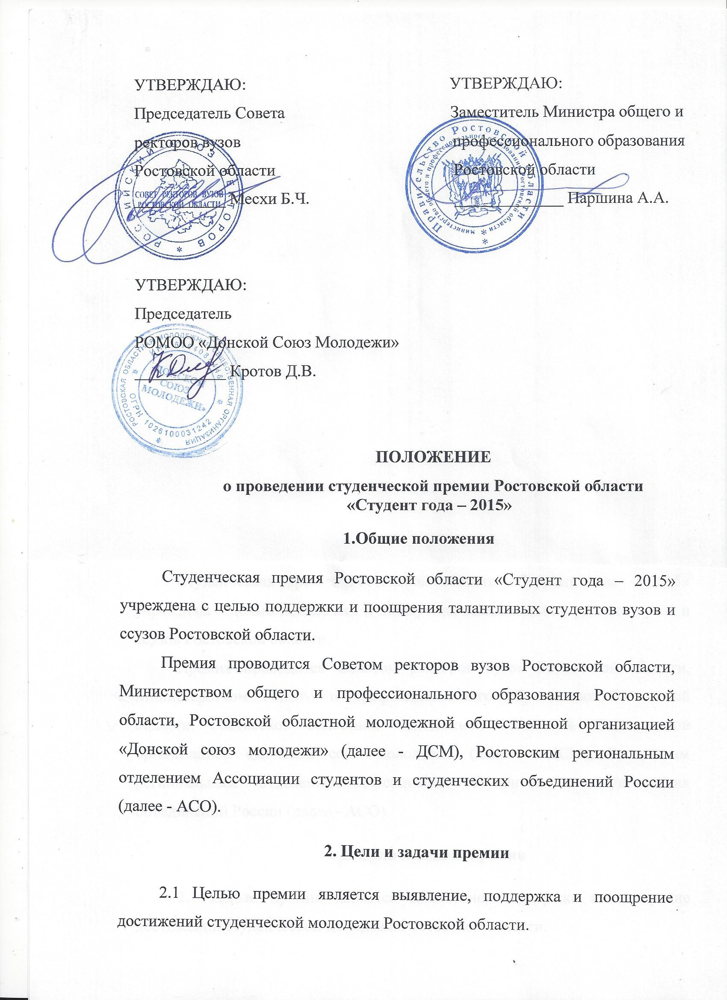 УТВЕРЖДАЮ:
Председатель Совета
ректоров вузов
Ростовской области
Месхи Б.Ч.
РОССИЙСКИЙ СОЮЗ РЕКТОРОВ *
СОВЕТ РЕКТОРОВ ВУЗОВ
РОСТОВСКОЙ ОБЛАСТИ
УТВЕРЖДАЮ:
Заместитель Министра общего и
профессионального образования
Ростовской области
Паршина А.А.
Правительство Ростовской области *
министерство общего и профессионального образования Ростовской области *
УТВЕРЖДАЮ:
Председатель
РОМОО «Донской Союз Молодежи»
Кротов Д.В.
РОСТОВСКАЯ ОБЛАСТНАЯ МОЛОДЕЖНАЯ ОБЩЕСТВЕННАЯ ОРГАНИЗАЦИЯ *
ОГРН 1026100031242
«ДОНСКОЙ
СОЮЗ
МОЛОДЕЖИ»
ПОЛОЖЕНИЕ
о проведении студенческой премии Ростовской области
«Студент года – 2015»
1.Общие положения
Студенческая премия Ростовской области «Студент года – 2015»
учреждена с целью поддержки и поощрения талантливых студентов вузов и
ссузов Ростовской области.
Премия проводится Советом ректоров вузов Ростовской области,
Министерством общего и профессионального образования Ростовской
области, Ростовской областной молодежной общественной организацией
«Донской союз молодежи» (далее - ДСМ), Ростовским региональным
отделением Ассоциации студентов и студенческих объединений России
(далее - АСО).
2. Цели и задачи премии
2.1 Целью премии является выявление, поддержка и поощрение
достижений студенческой молодежи Ростовской области.